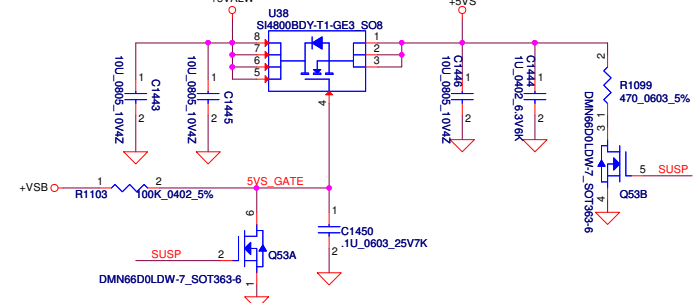 +5VS
U38
SI4800BDY-T1-GE3_SO8
8
7
6
5
1
2
3
4
10U_0805_10V4Z
1
2
C1443
10U_0805_10V4Z
1
2
C1445
10U_0805_10V4Z
1
2
C1446
1U_0402_6.3V6K
1
2
C1444
2
R1099
470_0603_5%
1
DMN66D0LDW-7_SOT363-6
3
5
SUSP
Q53B
4
+VSB
1
2
R1103
100K_0402_5%
5VS_GATE
6
SUSP
2
Q53A
DMN66D0LDW-7_SOT363-6
1
1
C1450
.1U_0603_25V7K
2